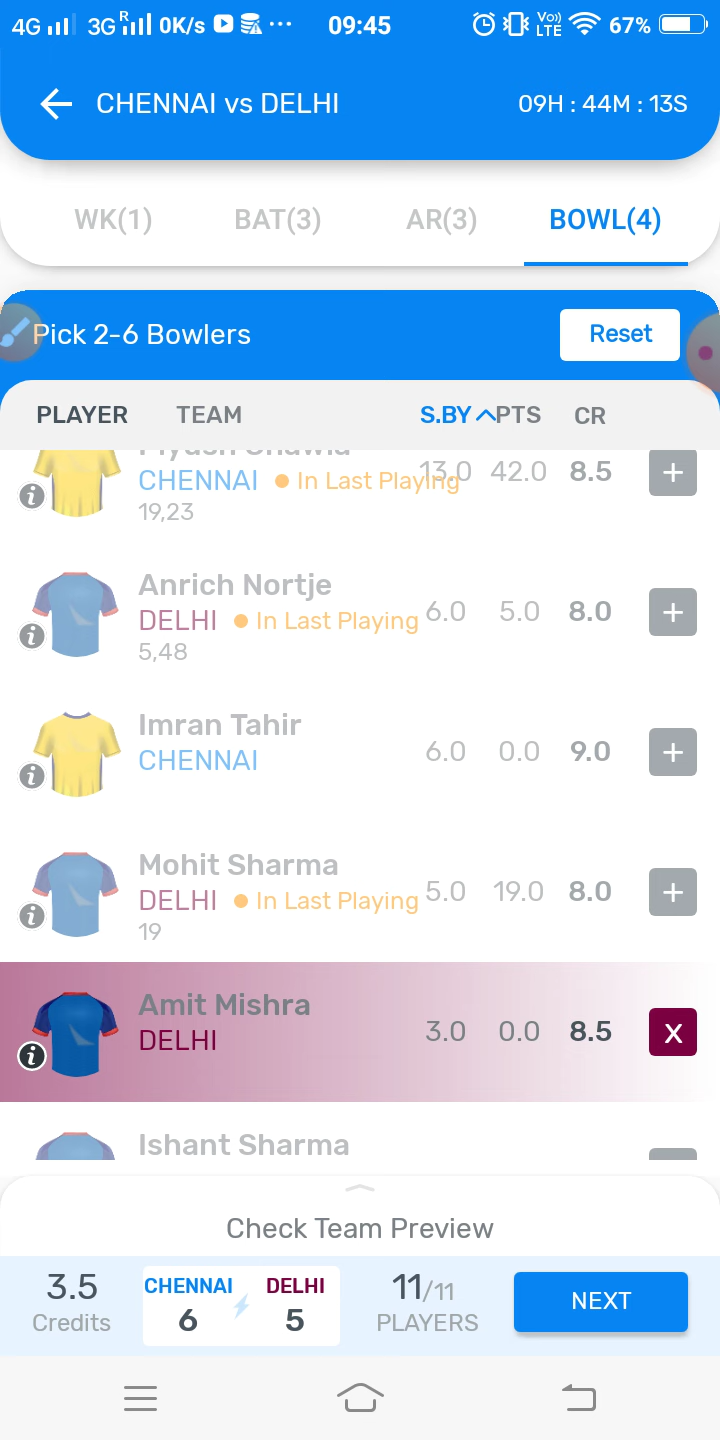 4G 3G R 0K/s ... 09:45 Vo)) LTE 67%
CHENNAI vs DELHI 09H : 44M : 13S
WK(1) BAT(3) AR(3) BOWL(4)
Pick 2-6 Bowlers Reset
PLAYER TEAM S.BY PTS CR
Piyush Chawla
CHENNAI In Last Playing 13.0 42.0 8.5 +
19,23
Anrich Nortje
DELHI In Last Playing 6.0 5.0 8.0 +
5,48
Imran Tahir
CHENNAI 6.0 0.0 9.0 +
Mohit Sharma
DELHI In Last Playing 5.0 19.0 8.0 +
19
Amit Mishra
DELHI 3.0 0.0 8.5 X
Ishant Sharma
Check Team Preview
3.5 CHENNAI DELHI 11/11 NEXT
Credits 6 5 PLAYERS